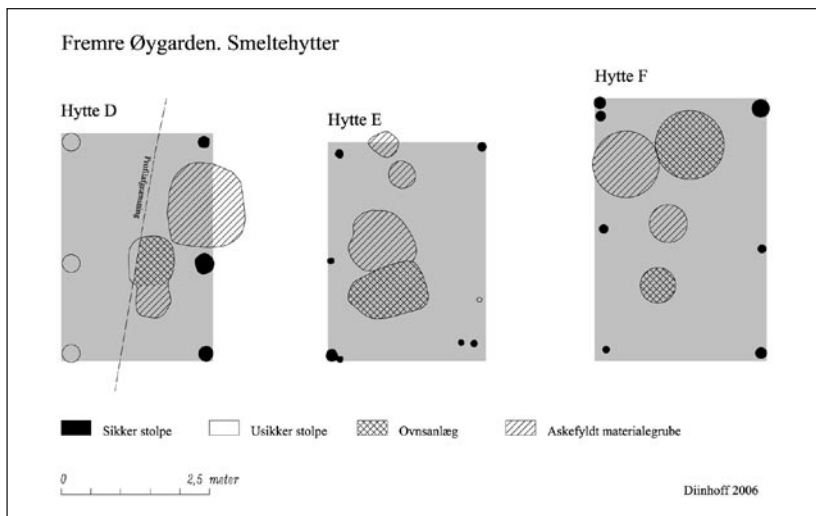 Fremre Øygarden. Smeltehytter
Hytte D
Hytte E
Hytte F
Profilafgrænsning
Sikker stolpe
Usikker stolpe
Ovnsanlæg
Askefyldt materialegrube
0 2,5 meter
Diinhoff 2006